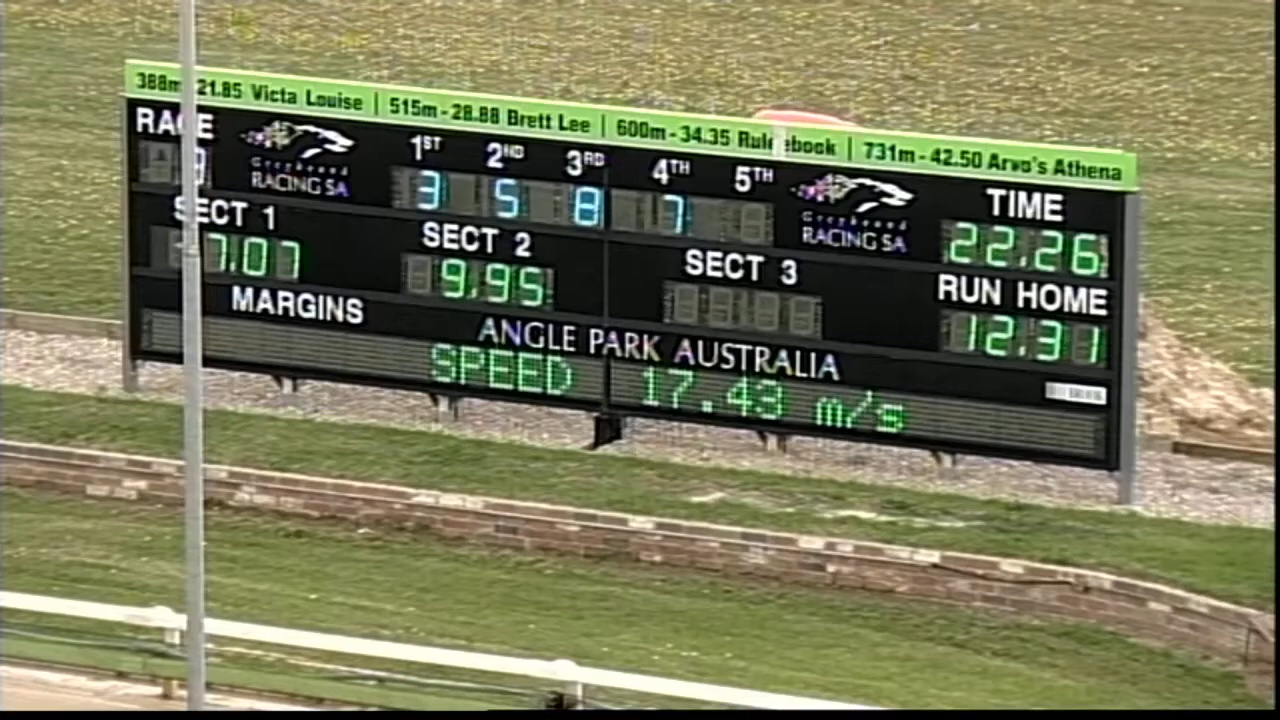 388m 21.85 Victa Louise | 515m - 28.88 Brett Lee | 600m - 34.35 Rulebook | 731m - 42.50 Arvo's Athena
RACE
Greyhound
RACING SA
1ST 2ND 3RD 4TH 5TH
3 5 8 7
Greyhound
RACING SA
TIME
22.26
SECT 1
7.07
SECT 2
9.95
SECT 3
RUN HOME
12.31
MARGINS
ANGLE PARK AUSTRALIA
SPEED 17.43 m/s